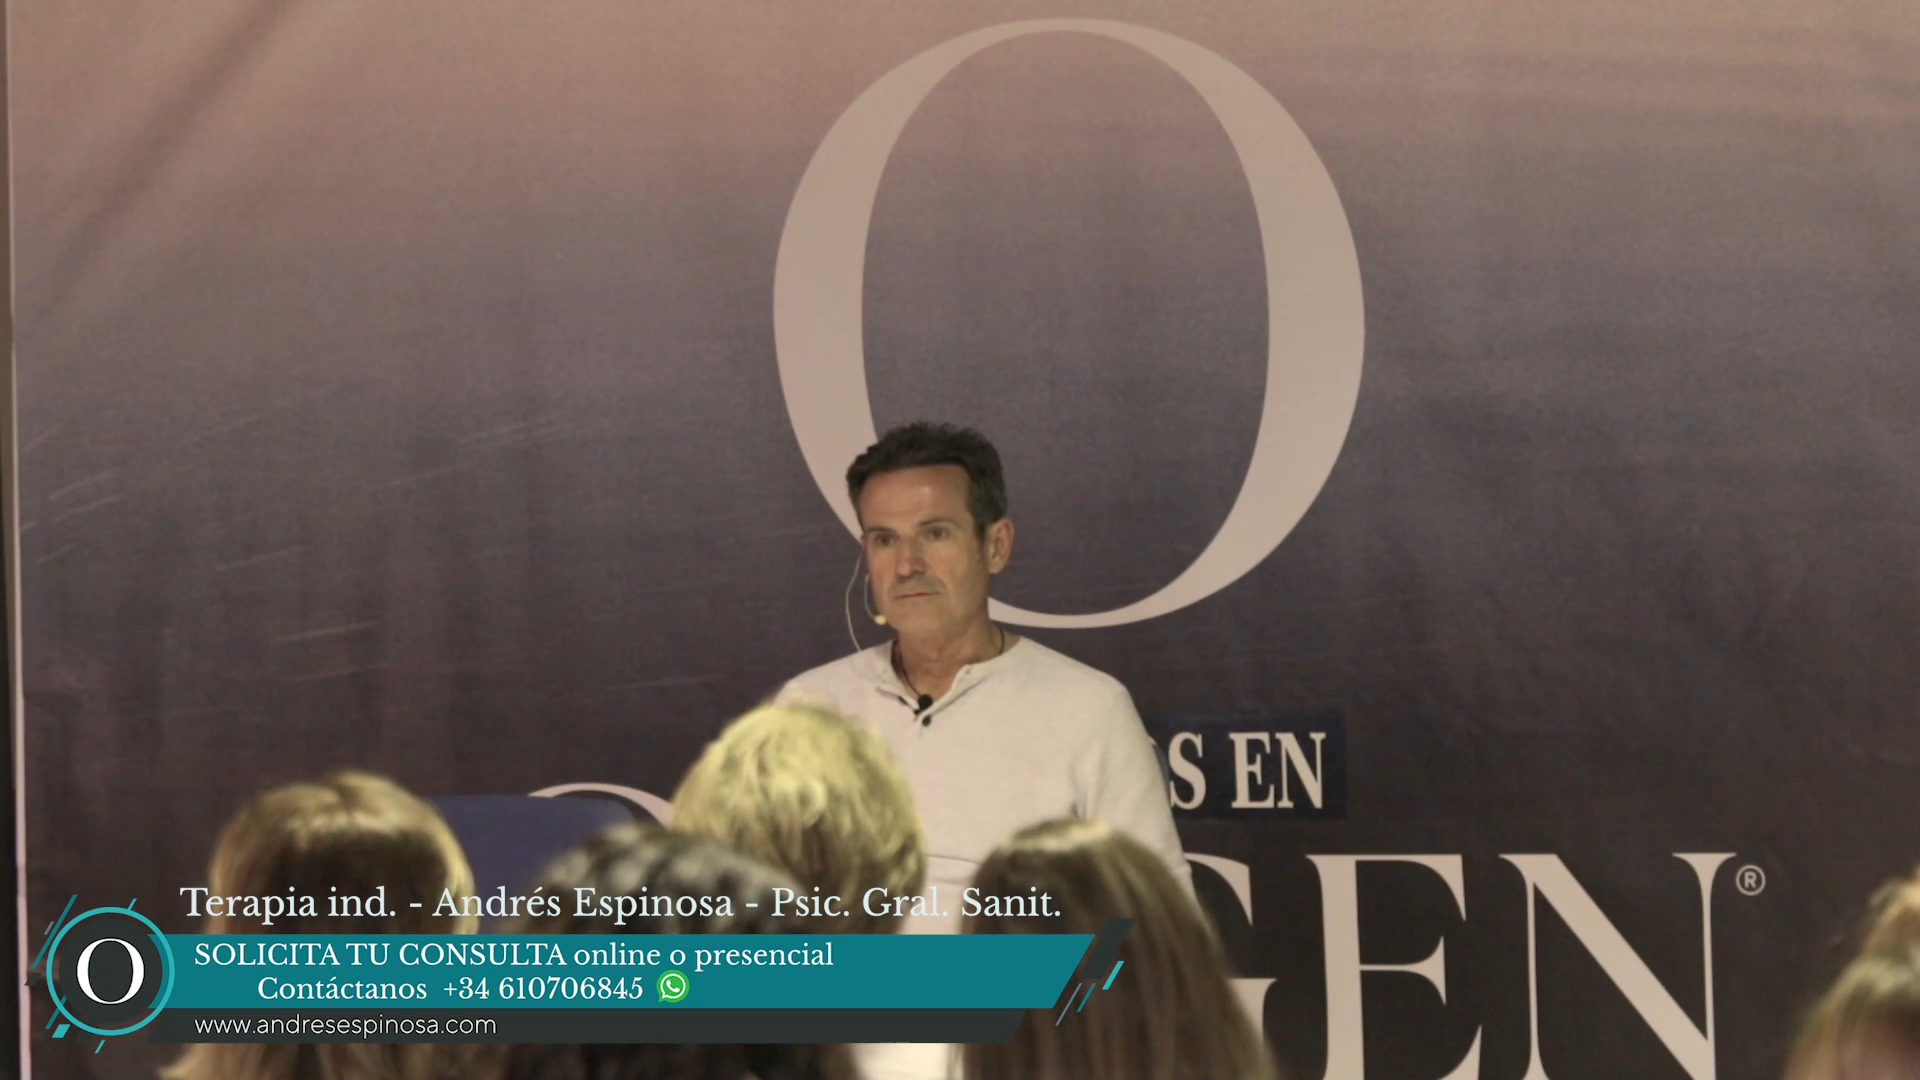 O
S EN
GEN®
Terapia ind. - Andrés Espinosa - Psic. Gral. Sanit.
SOLICITA TU CONSULTA online o presencial
Contáctanos +34 610706845
O
www.andresespinosa.com